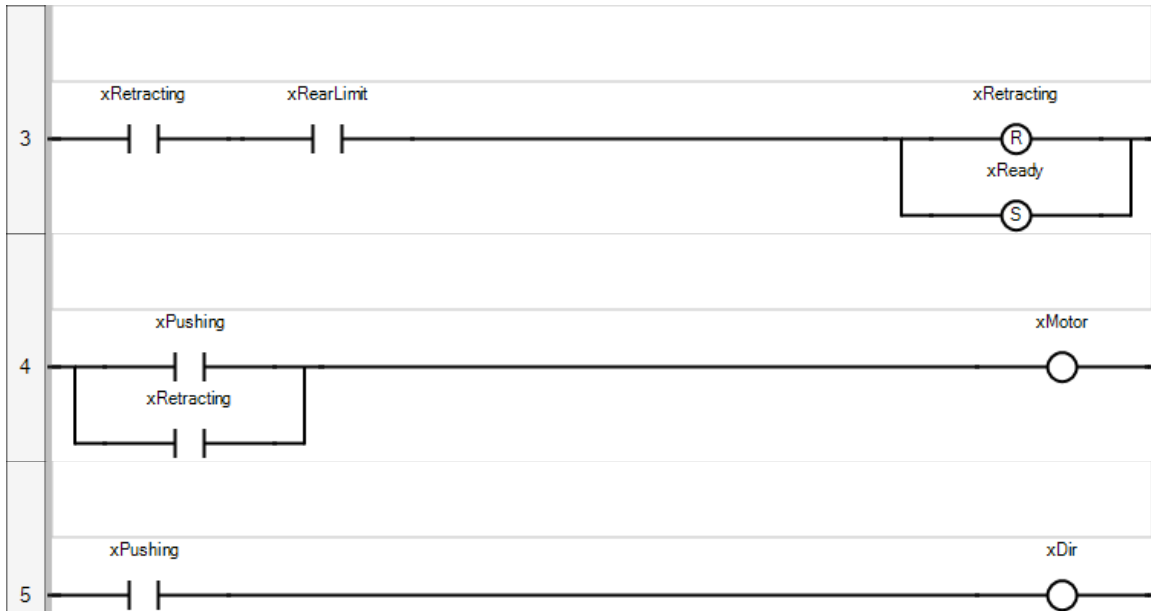 xRetracting xRearLimit xRetracting
3 R
xReady
S
xPushing xMotor
4
xRetracting
xPushing xDir
5